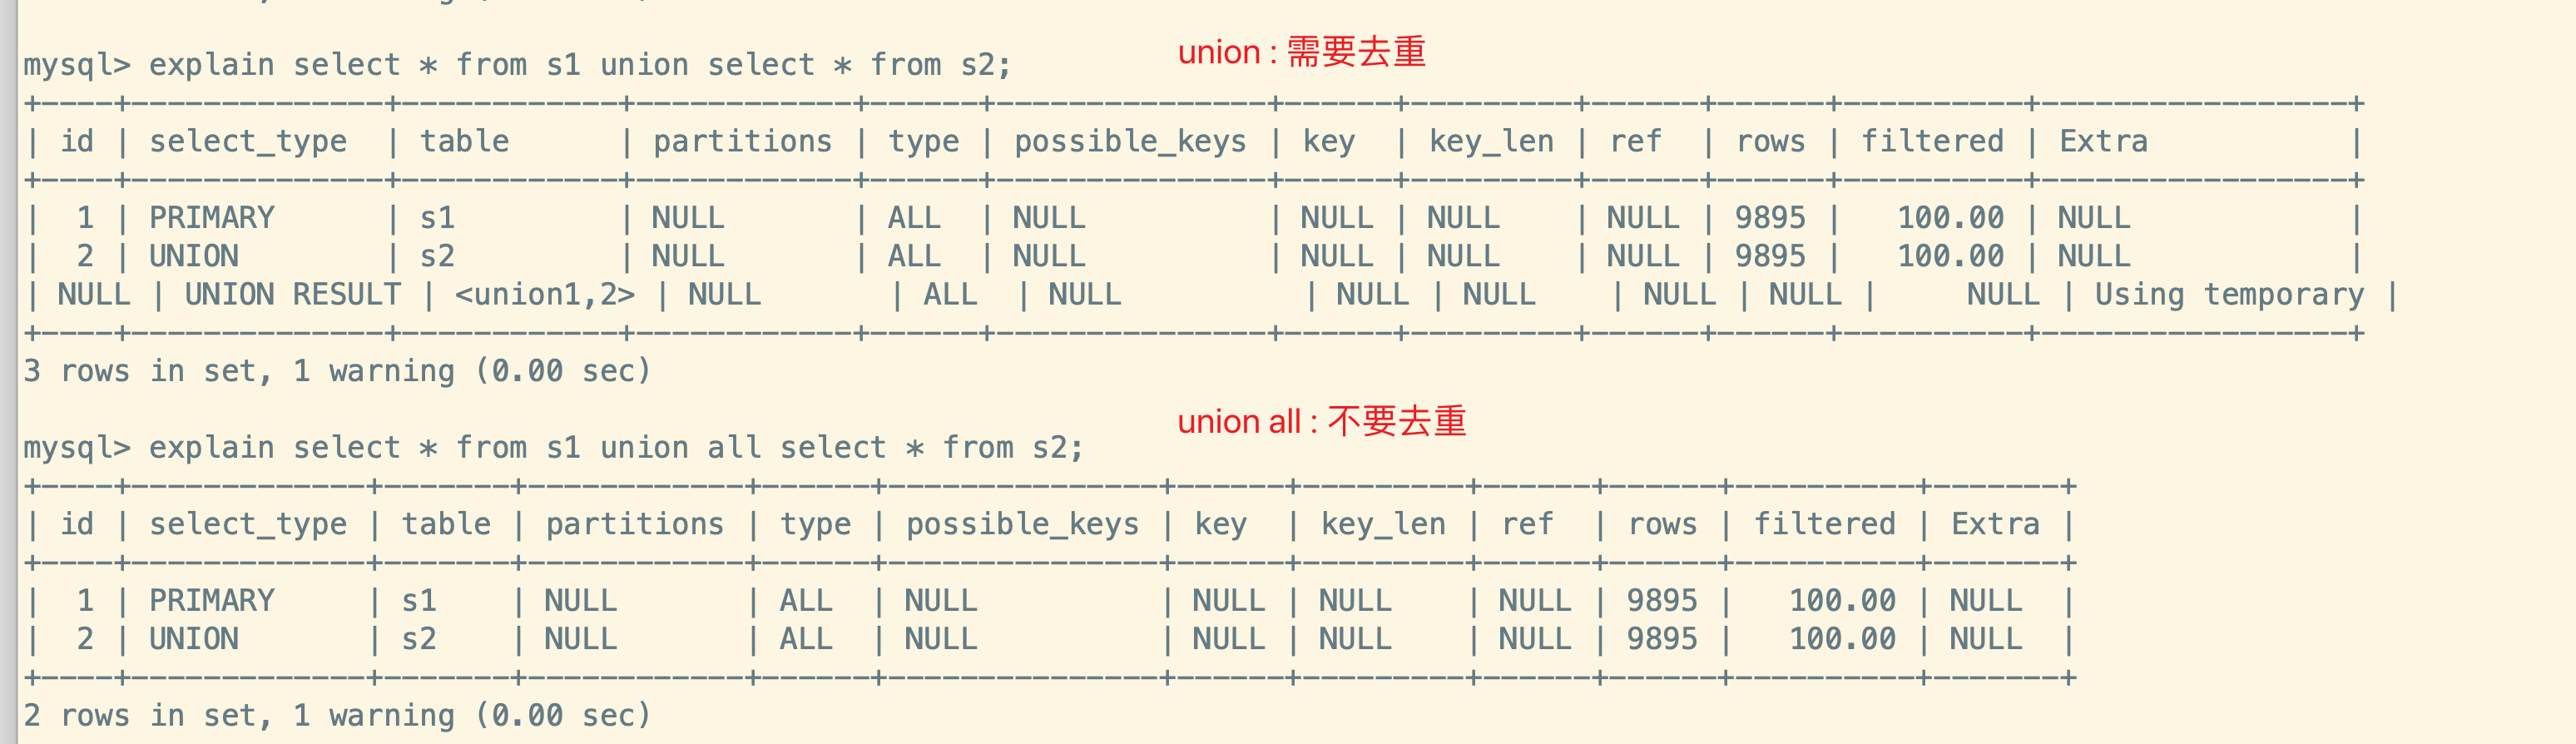 union : 需要去重
mysql> explain select * from s1 union select * from s2;
+----+--------------+------------+------------+------+---------------+------+---------+------+------+----------+-----------------+
| id | select_type  | table      | partitions | type | possible_keys | key  | key_len | ref  | rows | filtered | Extra           |
+----+--------------+------------+------------+------+---------------+------+---------+------+------+----------+-----------------+
|  1 | PRIMARY      | s1         | NULL       | ALL  | NULL          | NULL | NULL    | NULL | 9895 |   100.00 | NULL            |
|  2 | UNION        | s2         | NULL       | ALL  | NULL          | NULL | NULL    | NULL | 9895 |   100.00 | NULL            |
| NULL | UNION RESULT | <union1,2> | NULL       | ALL  | NULL          | NULL | NULL    | NULL | NULL |     NULL | Using temporary |
+----+--------------+------------+------------+------+---------------+------+---------+------+------+----------+-----------------+
3 rows in set, 1 warning (0.00 sec)
union all : 不要去重
mysql> explain select * from s1 union all select * from s2;
+----+-------------+-------+------------+------+---------------+------+---------+------+------+----------+-------+
| id | select_type | table | partitions | type | possible_keys | key  | key_len | ref  | rows | filtered | Extra |
+----+-------------+-------+------------+------+---------------+------+---------+------+------+----------+-------+
|  1 | PRIMARY     | s1    | NULL       | ALL  | NULL          | NULL | NULL    | NULL | 9895 |   100.00 | NULL  |
|  2 | UNION       | s2    | NULL       | ALL  | NULL          | NULL | NULL    | NULL | 9895 |   100.00 | NULL  |
+----+-------------+-------+------------+------+---------------+------+---------+------+------+----------+-------+
2 rows in set, 1 warning (0.00 sec)